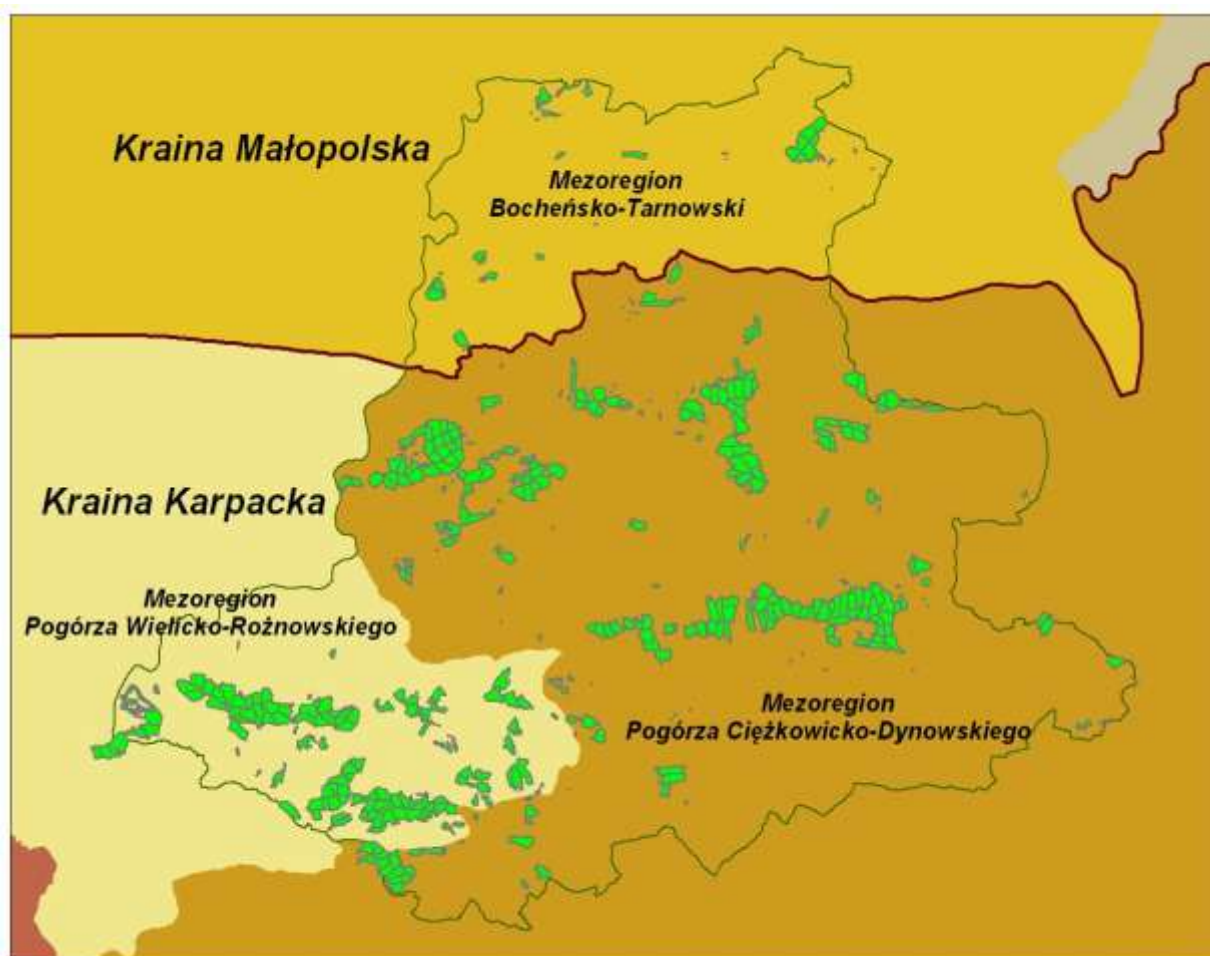 Kraina Małopolska
Mezoregion
Bocheńsko-Tarnowski
Kraina Karpacka
Mezoregion
Pogórza Wielicko-Rożnowskiego
Mezoregion
Pogórza Ciężkowicko-Dynowskiego